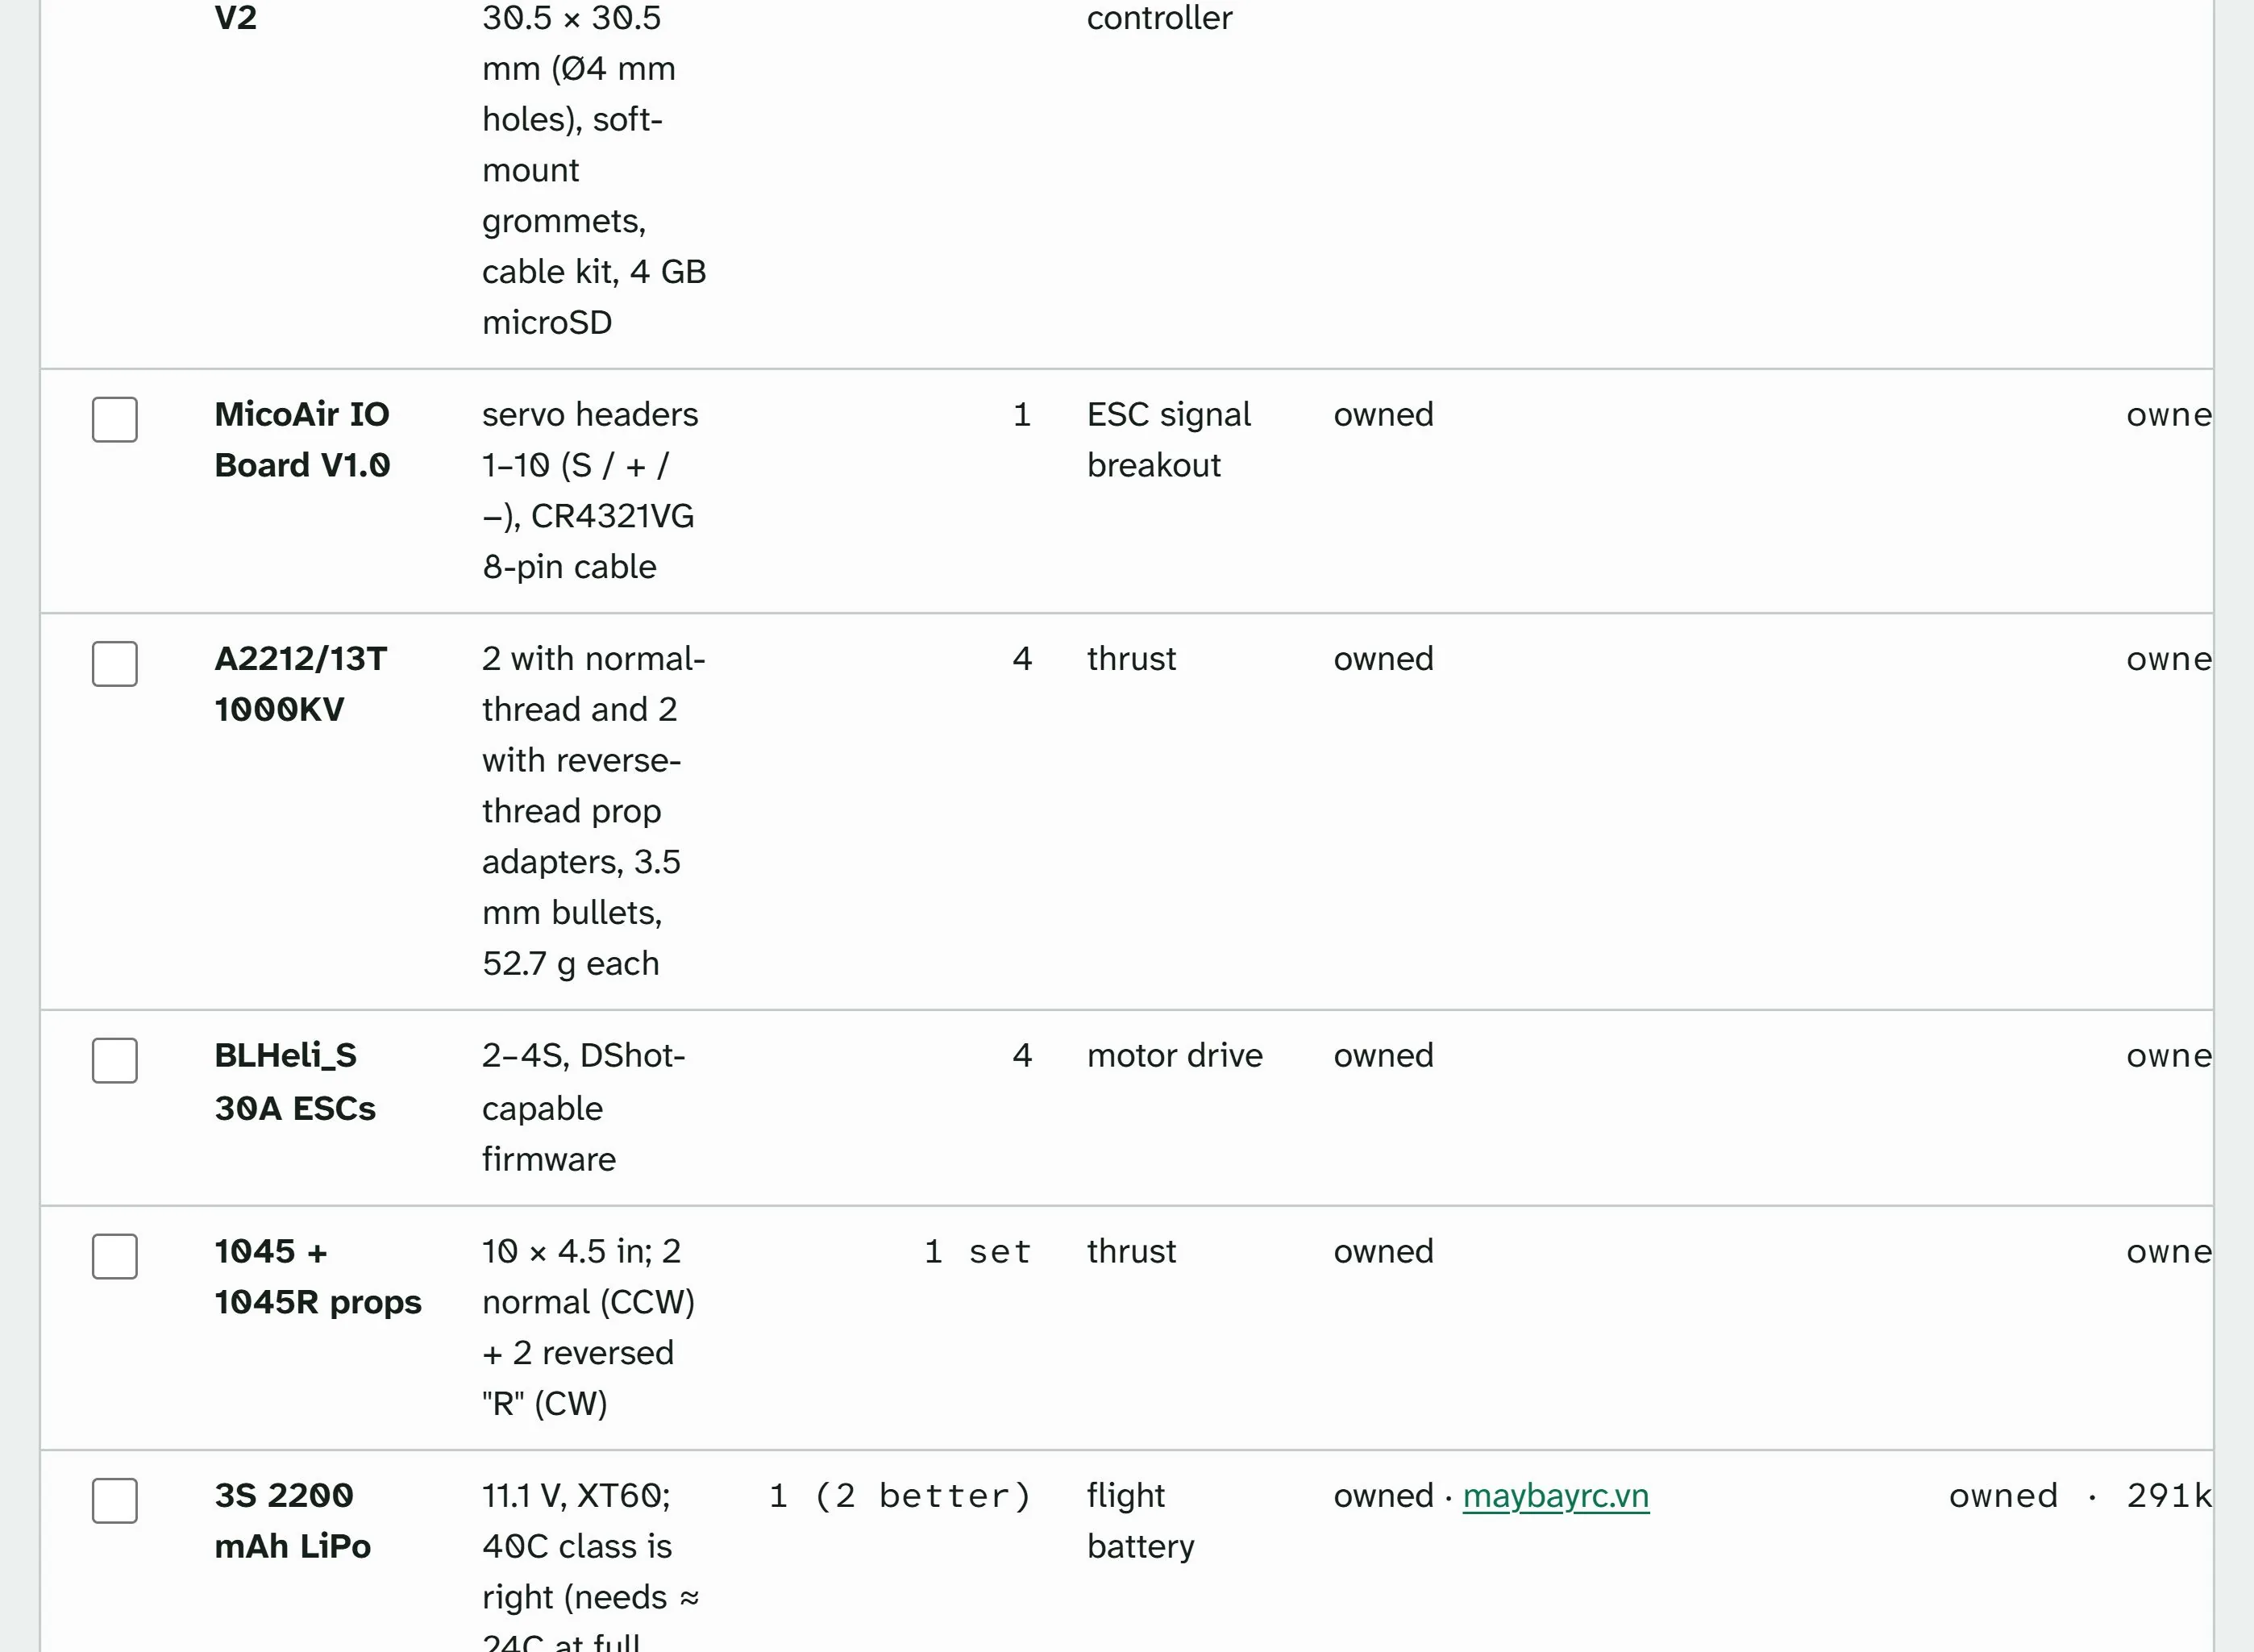 V2
30.5 × 30.5
mm (Ø4 mm
holes), soft-
mount
grommets,
cable kit, 4 GB
microSD
controller
MicoAir IO
Board V1.0
servo headers
1–10 (S / + /
−), CR4321VG
8-pin cable
1
ESC signal
breakout
owned
owne
A2212/13T
1000KV
2 with normal-
thread and 2
with reverse-
thread prop
adapters, 3.5
mm bullets,
52.7 g each
4
thrust
owned
owne
BLHeli_S
30A ESCs
2–4S, DShot-
capable
firmware
4
motor drive
owned
owne
1045 +
1045R props
10 × 4.5 in; 2
normal (CCW)
+ 2 reversed
"R" (CW)
1 set
thrust
owned
owne
3S 2200
mAh LiPo
11.1 V, XT60;
40C class is
right (needs ≈
24C at full
1 (2 better)
flight
battery
owned · maybayrc.vn
owned · 291k